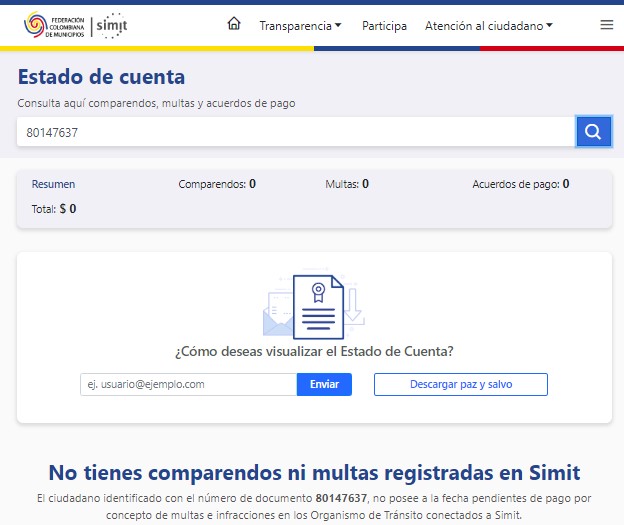 FEDERACIÓN
COLOMBIANA
DE MUNICIPIOS
simit
Transparencia Participa Atención al ciudadano
Estado de cuenta
Consulta aquí comparendos, multas y acuerdos de pago
80147637
Resumen Comparendos: 0 Multas: 0 Acuerdos de pago: 0
Total: $ 0
¿Cómo deseas visualizar el Estado de Cuenta?
ej. usuario@ejemplo.com Enviar Descargar paz y salvo
No tienes comparendos ni multas registradas en Simit
El ciudadano identificado con el número de documento 80147637, no posee a la fecha pendientes de pago por
concepto de multas e infracciones en los Organismo de Tránsito conectados a Simit.